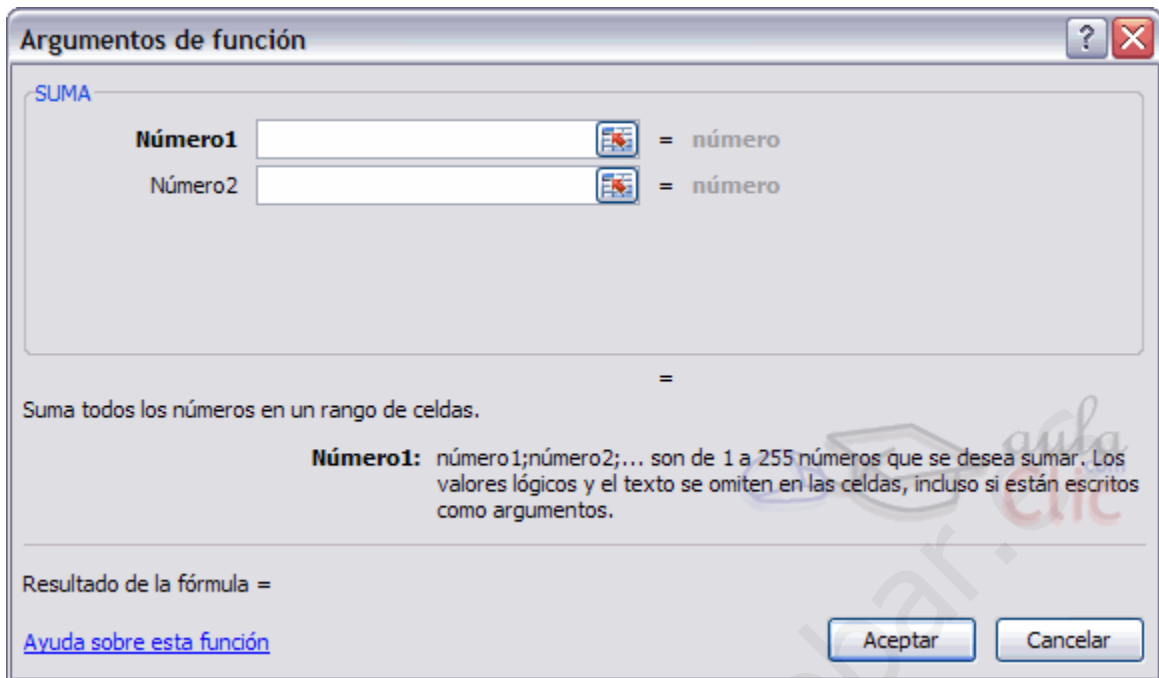 Argumentos de función
SUMA
Número1 = número
Número2 = número
=
Suma todos los números en un rango de celdas.
Número1: número1;número2;... son de 1 a 255 números que se desea sumar. Los
valores lógicos y el texto se omiten en las celdas, incluso si están escritos
como argumentos.
aula
clic
Resultado de la fórmula =
Ayuda sobre esta función
Aceptar
Cancelar